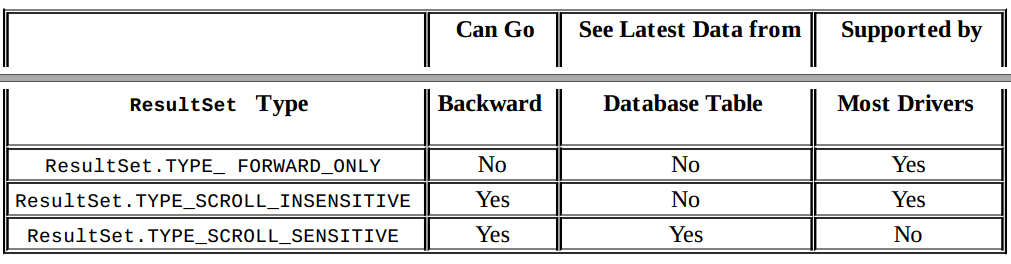 Can Go See Latest Data from Supported by
ResultSet Type Backward Database Table Most Drivers
ResultSet.TYPE_ FORWARD_ONLY No No Yes
ResultSet.TYPE_SCROLL_INSENSITIVE Yes No Yes
ResultSet.TYPE_SCROLL_SENSITIVE Yes Yes No